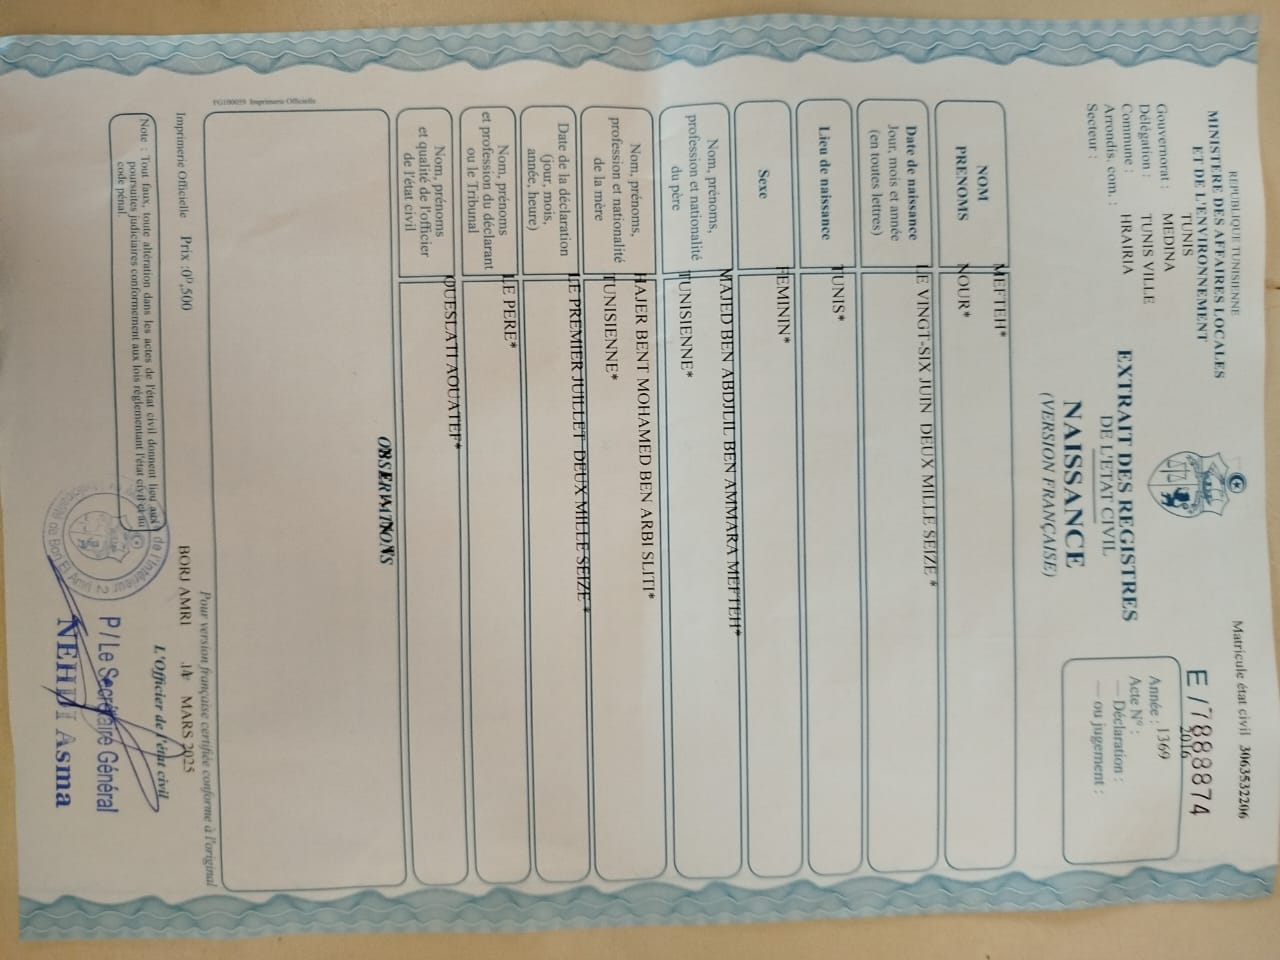 REPUBLIQUE TUNISIENNE
MINISTERE DES AFFAIRES LOCALES
ET DE L'ENVIRONNEMENT
Gouvernorat : TUNIS
Délégation : MEDINA
Commune : TUNIS VILLE
Arrondis. com. : HRAIRIA
Secteur :
Matricule état civil 3063532206
E/7888874
2016
Année : 1369
Acte N° :
— Déclaration :
— ou jugement :
EXTRAIT DES REGISTRES
DE L'ETAT CIVIL
NAISSANCE
(VERSION FRANÇAISE)
NOM
PRENOMS
MEFTEH*
NOUR*
Date de naissance
Jour, mois et année
(en toutes lettres)
LE VINGT-SIX JUIN DEUX MILLE SEIZE *
Lieu de naissance
TUNIS*
Sexe
FEMININ*
Nom, prénoms,
profession et nationalité
du père
MAJED BEN ABDILIL BEN AMMARA MEFTEH*
TUNISIENNE*
Nom, prénoms,
profession et nationalité
de la mère
HAJER BENT MOHAMED BEN ARBI SLITI*
TUNISIENNE*
Date de la déclaration
(jour, mois,
année, heure)
LE PREMIER JUILLET DEUX MILLE SEIZE *
Nom, prénoms
et profession du déclarant
ou le Tribunal
LE PERE*
Nom, prénoms
et qualité de l'officier
de l'état civil
OUESLATI AOUATEF*
OBSERVATIONS
FG100059 Imprimerie Officielle
Pour version française certifiée conforme à l'original
Imprimerie Officielle Prix :0ᴰ,500
BORJ AMRI MARS 2025
L'Officier de l'état civil
Note : Tout faux, toute altération dans les actes de l'état civil donnent lieu aux
poursuites judiciaires conformement aux lois réglementant l'état civil et au
code pénal.
P/Le Secrétaire Général
NEHDI Asma